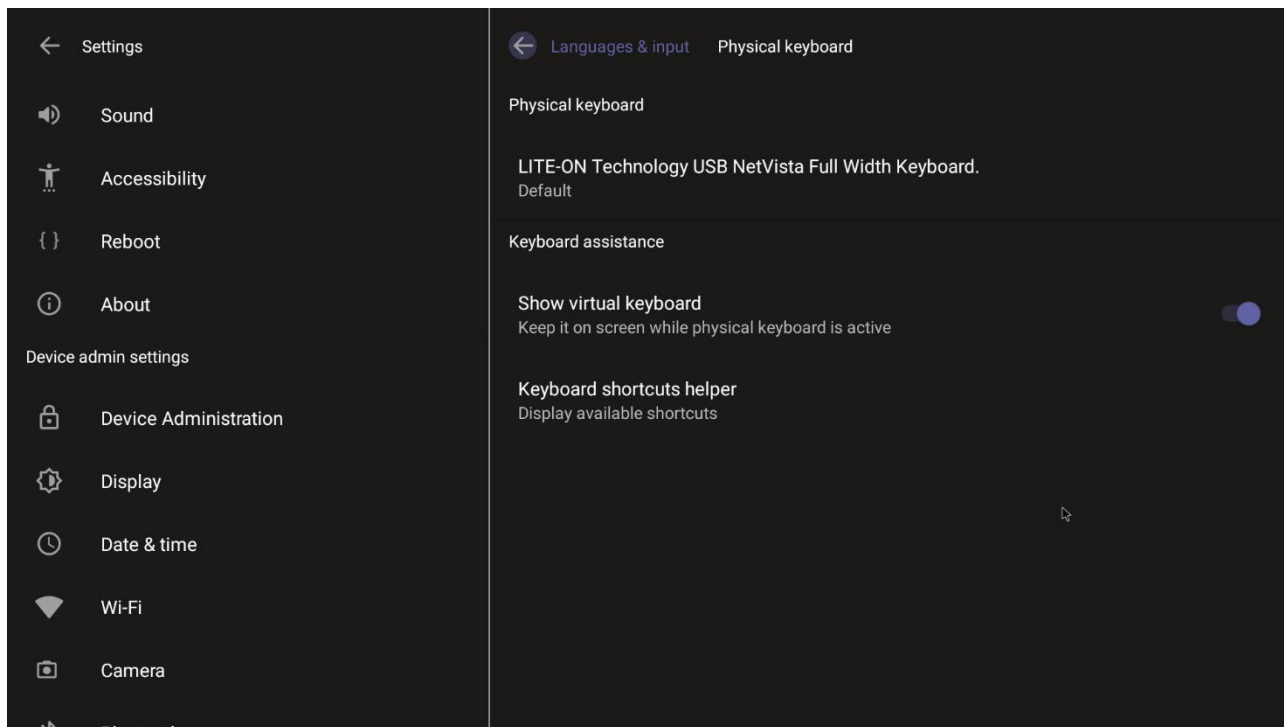 Settings
Sound
Accessibility
{ } Reboot
About
Device admin settings
Device Administration
Display
Date & time
Wi-Fi
Camera
Languages & input Physical keyboard
Physical keyboard
LITE-ON Technology USB NetVista Full Width Keyboard.
Default
Keyboard assistance
Show virtual keyboard
Keep it on screen while physical keyboard is active
Keyboard shortcuts helper
Display available shortcuts